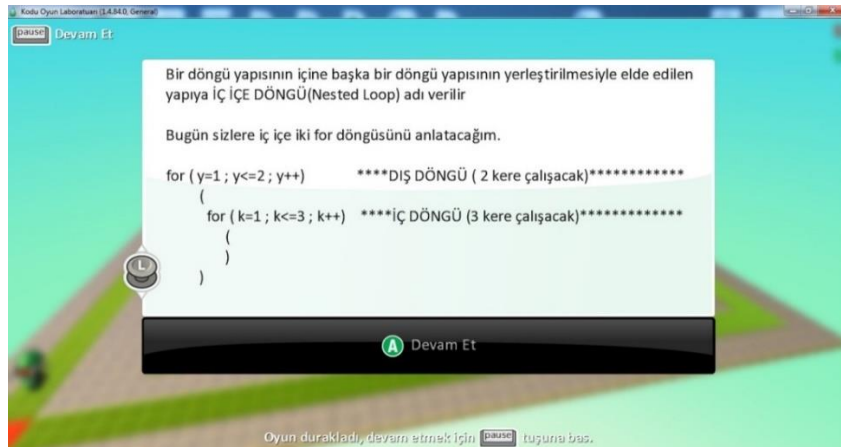 Kodu Oyun Laboratuarı (1.4.84.0, General)
pause Devam Et
Bir döngü yapısının içine başka bir döngü yapısının yerleştirilmesiyle elde edilen
yapıya İÇ İÇE DÖNGÜ(Nested Loop) adı verilir
Bugün sizlere iç içe iki for döngüsünü anlatacağım.
for ( y=1 ; y<=2 ; y++) ****DIŞ DÖNGÜ ( 2 kere çalışacak)************
(
for ( k=1 ; k<=3 ; k++) ****İÇ DÖNGÜ (3 kere çalışacak)*************
(
)
)
L
A Devam Et
Oyun durakladı, devam etmek için pause tuşuna bas.